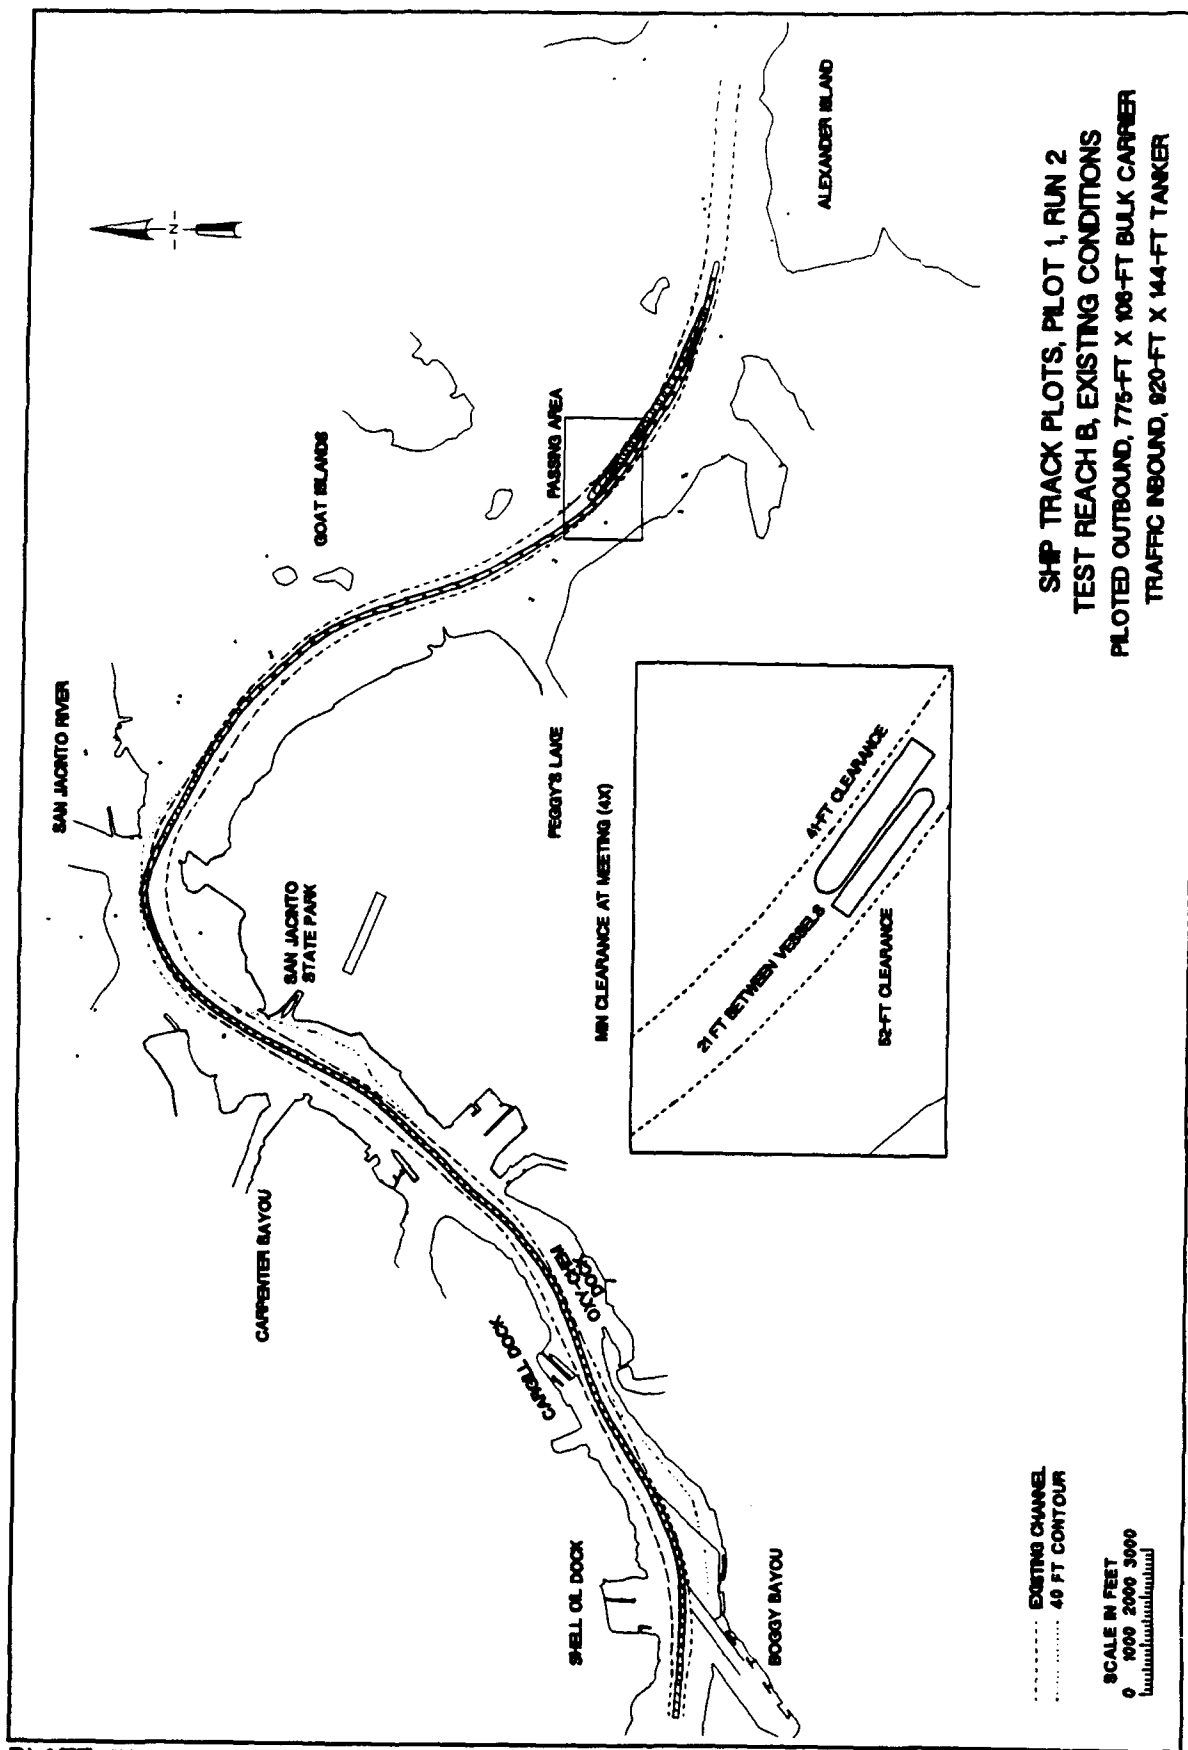 SAN JACINTO RIVER
GOAT ISLANDS
ALEXANDER ISLAND
N
PASSING AREA
PEGGY'S LAKE
SAN JACINTO
STATE PARK
CARPENTER BAYOU
CARGILL DOCK
OXY-CHEM
DOCK
SHELL OIL DOCK
BOGGY BAYOU
MIN CLEARANCE AT MEETING (4X)
41-FT CLEARANCE
21 FT BETWEEN VESSELS
52-FT CLEARANCE
EXISTING CHANNEL
40 FT CONTOUR
SCALE IN FEET
0 1000 2000 3000
SHIP TRACK PLOTS, PILOT 1, RUN 2
TEST REACH B, EXISTING CONDITIONS
PILOTED OUTBOUND, 775-FT X 106-FT BULK CARRIER
TRAFFIC INBOUND, 920-FT X 144-FT TANKER